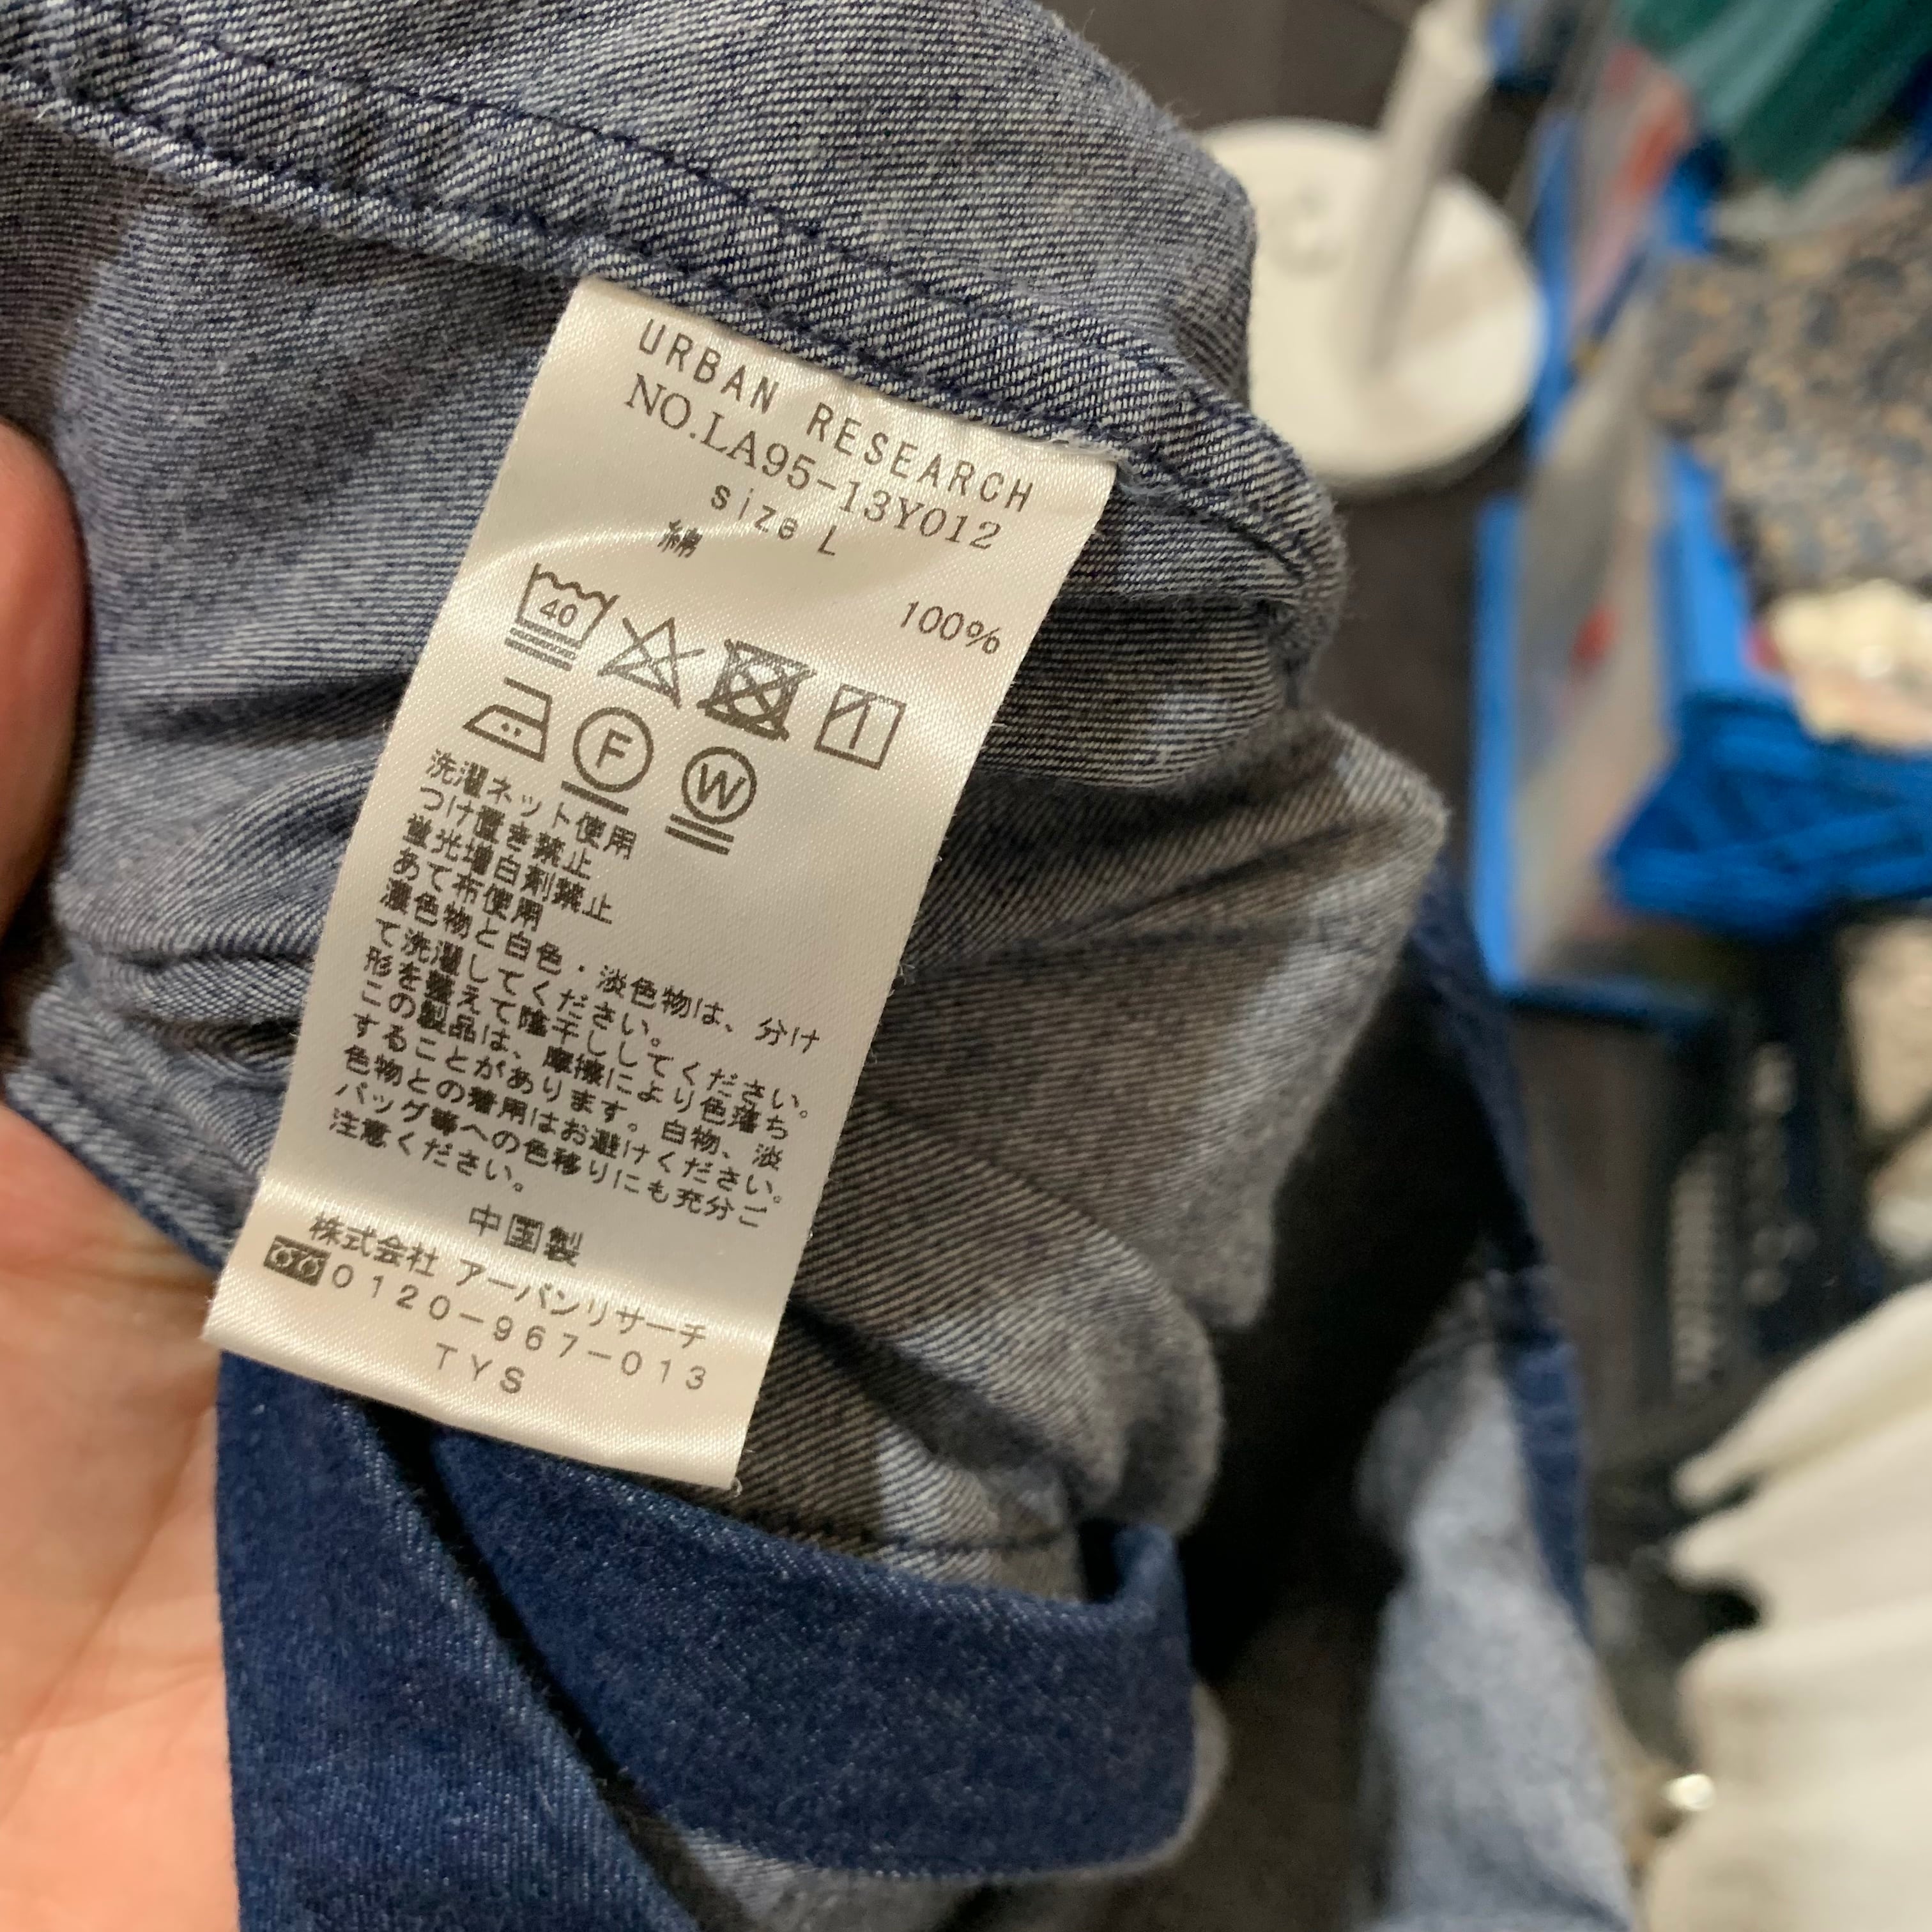 URBAN RESEARCH
NO.LA95-13Y012
size L
綿 100%
40
F W
洗濯ネット使用
つけ置き禁止
蛍光増白剤禁止
あて布使用
濃色物と白色・淡色物は、分け
て洗濯してください。
形を整えて陰干ししてください。
この製品は、摩擦により色落ち
することがあります。白物、淡
色物との着用はお避けください。
バッグ等への色移りにも充分ご
注意ください。
中国製
株式会社 アーバンリサーチ
0120-967-013
TYS